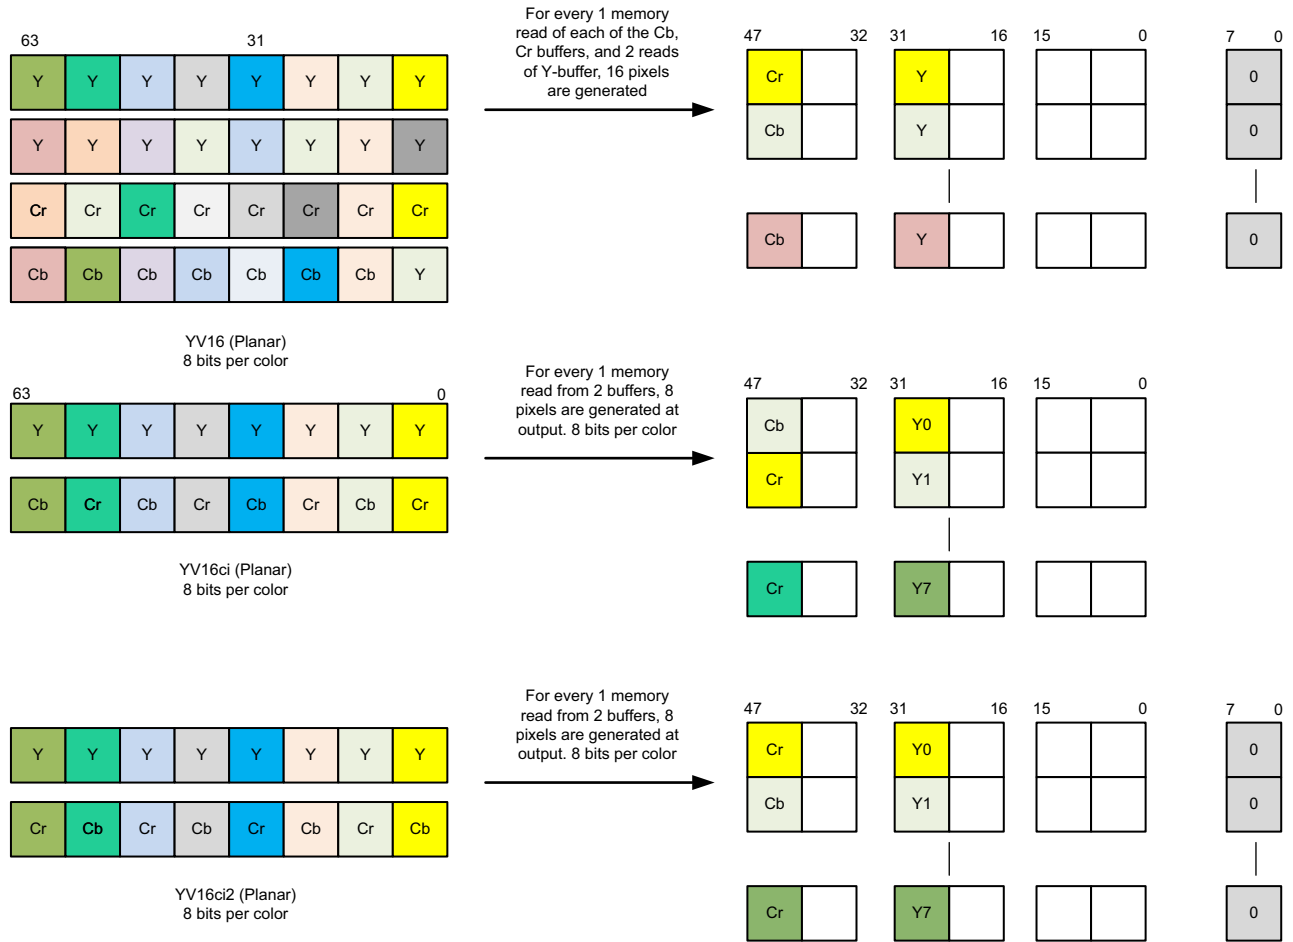 For every 1 memory
read of each of the Cb,
Cr buffers, and 2 reads
of Y-buffer, 16 pixels
are generated
63 31
47 32 31 16 15 0 7 0
Y Y Y Y Y Y Y Y
Cr Y 0
Y Y Y Y Y Y Y Y
Cb Y 0
Cr Cr Cr Cr Cr Cr Cr Cr
Cb Y 0
Cb Cb Cb Cb Cb Cb Cb Y
YV16 (Planar)
8 bits per color
For every 1 memory
read from 2 buffers, 8
pixels are generated at
output. 8 bits per color
63 0
47 32 31 16 15 0
Y Y Y Y Y Y Y Y
Cb Y0
Cr Y1
Cb Cr Cb Cr Cb Cr Cb Cr
Cr Y7
YV16ci (Planar)
8 bits per color
For every 1 memory
read from 2 buffers, 8
pixels are generated at
output. 8 bits per color
47 32 31 16 15 0 7 0
Y Y Y Y Y Y Y Y
Cr Y0 0
Cb Y1 0
Cr Cb Cr Cb Cr Cb Cr Cb
Cr Y7 0
YV16ci2 (Planar)
8 bits per color